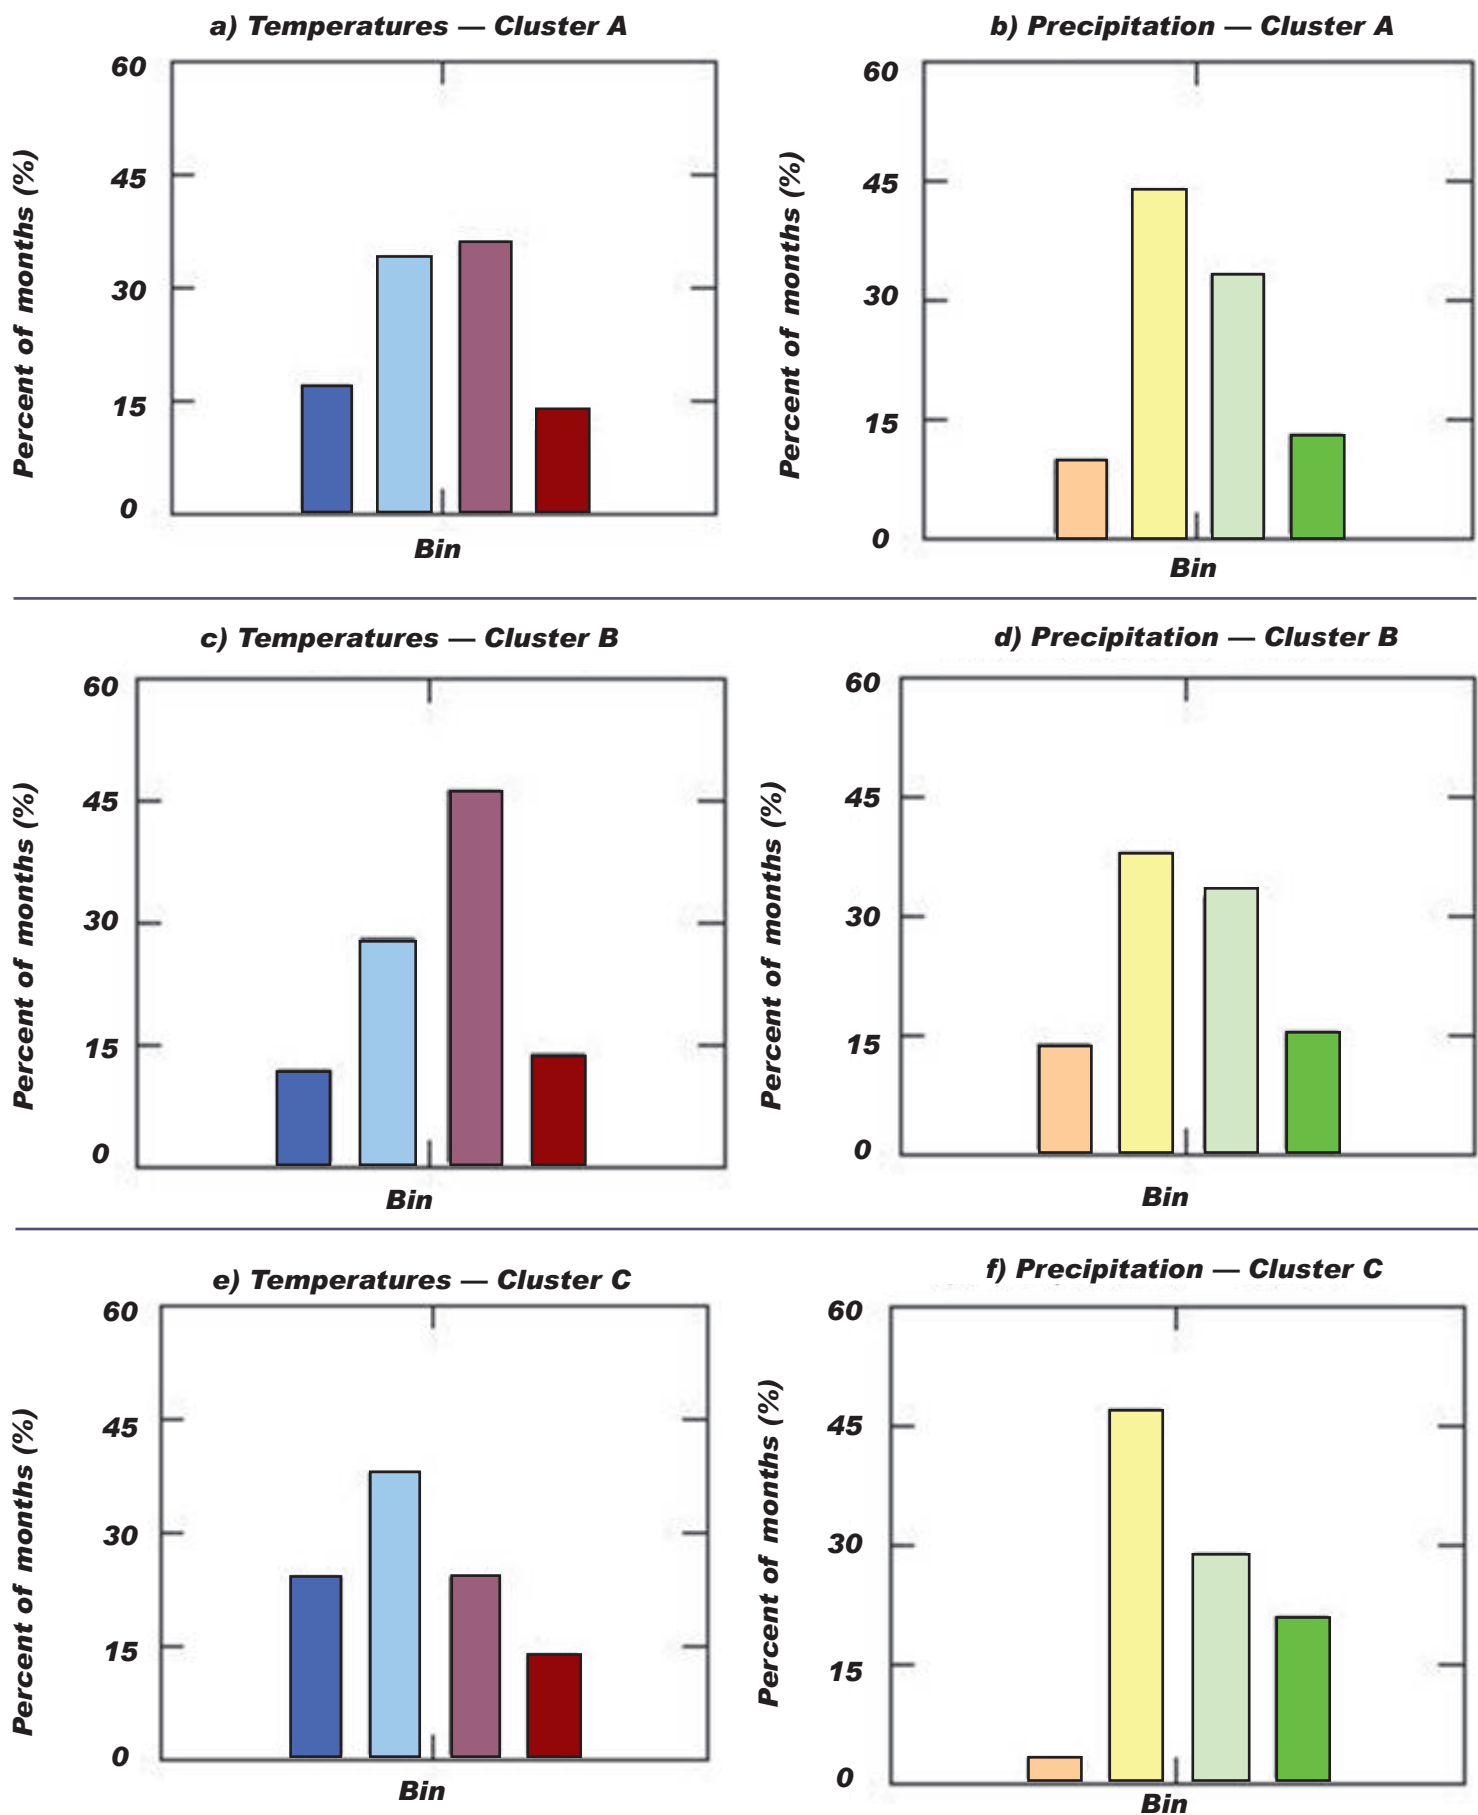 a) Temperatures — Cluster A
60
45
30
15
0
Percent of months (%)
Bin
b) Precipitation — Cluster A
60
45
30
15
0
Percent of months (%)
Bin
c) Temperatures — Cluster B
60
45
30
15
0
Percent of months (%)
Bin
d) Precipitation — Cluster B
60
45
30
15
0
Percent of months (%)
Bin
e) Temperatures — Cluster C
60
45
30
15
0
Percent of months (%)
Bin
f) Precipitation — Cluster C
60
45
30
15
0
Percent of months (%)
Bin